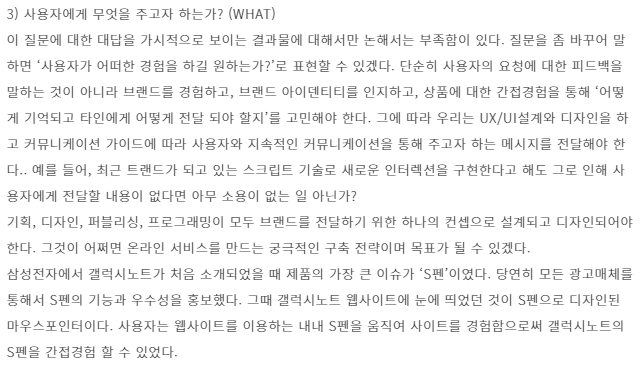 3) 사용자에게 무엇을 주고자 하는가? (WHAT)
이 질문에 대한 대답을 가시적으로 보이는 결과물에 대해서만 논해서는 부족함이 있다. 질문을 좀 바꾸어 말
하면 ‘사용자가 어떠한 경험을 하길 원하는가?’로 표현할 수 있겠다. 단순히 사용자의 요청에 대한 피드백을
말하는 것이 아니라 브랜드를 경험하고, 브랜드 아이덴티티를 인지하고, 상품에 대한 간접경험을 통해 ‘어떻
게 기억되고 타인에게 어떻게 전달 되야 할지’를 고민해야 한다. 그에 따라 우리는 UX/UI설계와 디자인을 하
고 커뮤니케이션 가이드에 따라 사용자와 지속적인 커뮤니케이션을 통해 주고자 하는 메시지를 전달해야 한
다.. 예를 들어, 최근 트랜드가 되고 있는 스크립트 기술로 새로운 인터렉션을 구현한다고 해도 그로 인해 사
용자에게 전달할 내용이 없다면 아무 소용이 없는 일 아닌가?
기획, 디자인, 퍼블리싱, 프로그래밍이 모두 브랜드를 전달하기 위한 하나의 컨셉으로 설계되고 디자인되어야
한다. 그것이 어쩌면 온라인 서비스를 만드는 궁극적인 구축 전략이며 목표가 될 수 있겠다.
삼성전자에서 갤럭시노트가 처음 소개되었을 때 제품의 가장 큰 이슈가 ‘S펜’이였다. 당연히 모든 광고매체를
통해서 S펜의 기능과 우수성을 홍보했다. 그때 갤럭시노트 웹사이트에 눈에 띄었던 것이 S펜으로 디자인된
마우스포인터이다. 사용자는 웹사이트를 이용하는 내내 S펜을 움직여 사이트를 경험함으로써 갤럭시노트의
S펜을 간접경험 할 수 있었다.